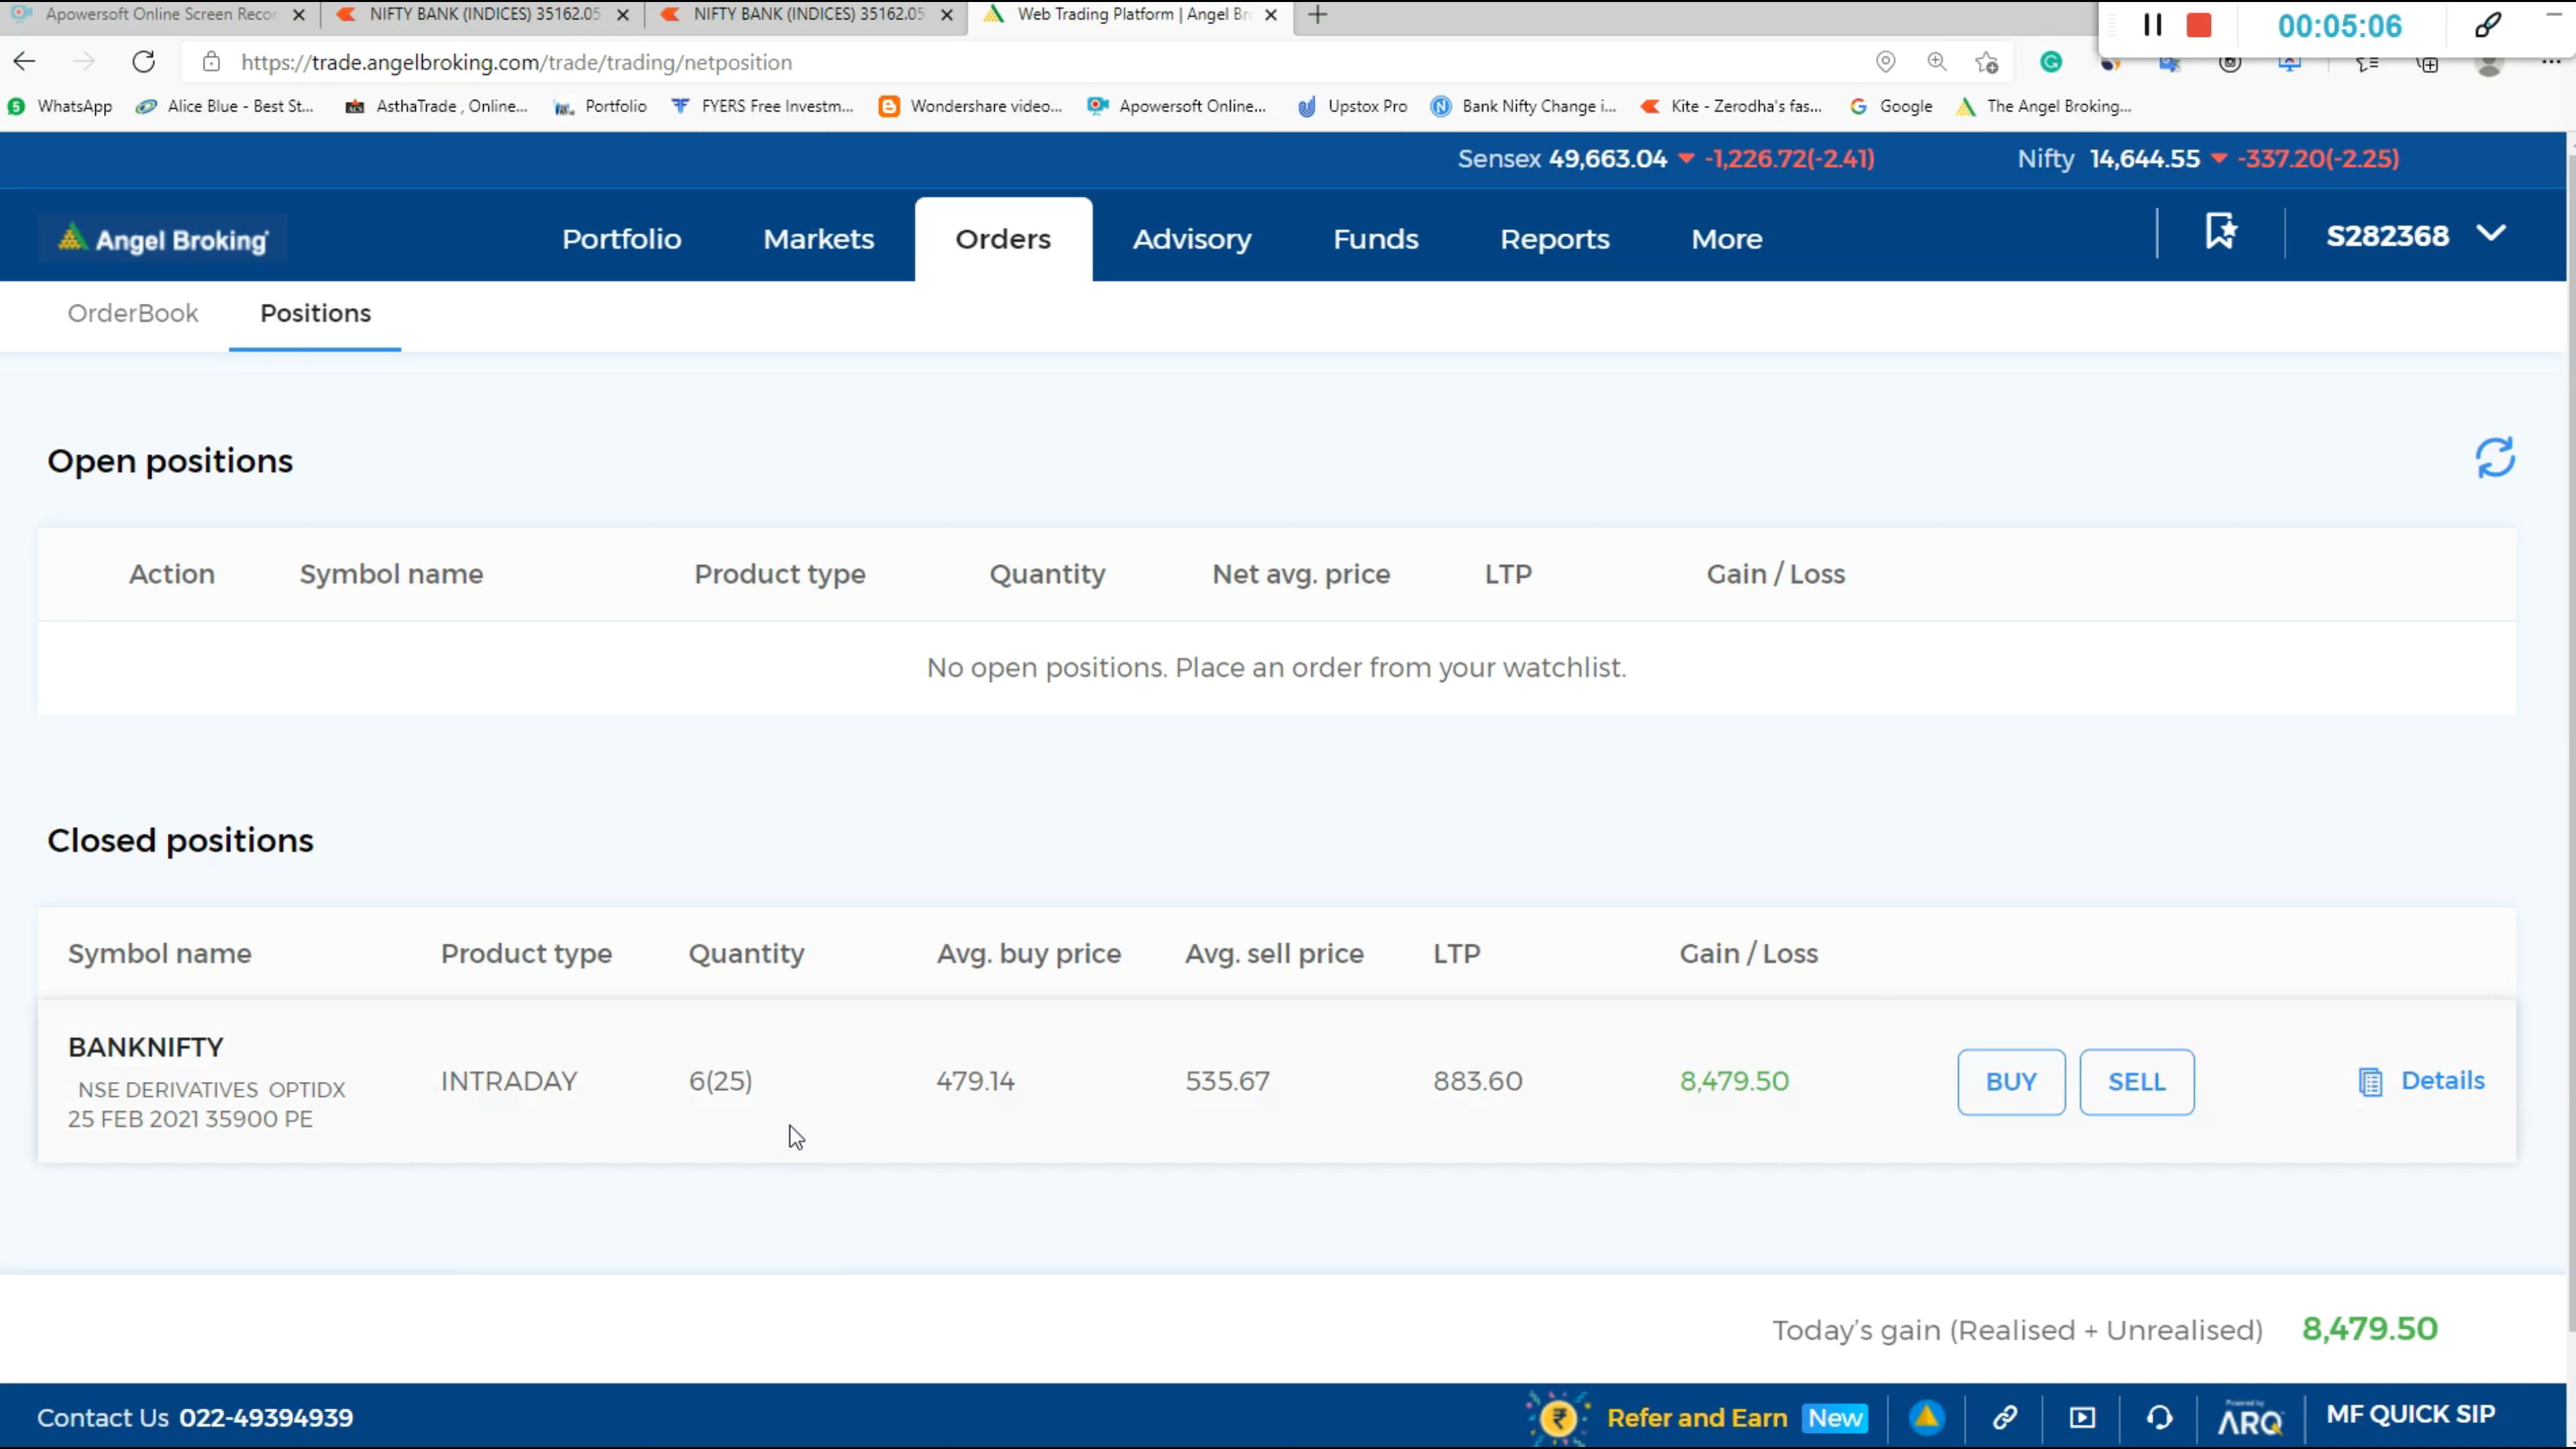 Apowersoft Online Screen Recor
NIFTY BANK (INDICES) 35162.05
NIFTY BANK (INDICES) 35162.05
Web Trading Platform | Angel Br
00:05:06
https://trade.angelbroking.com/trade/trading/netposition
WhatsApp
Alice Blue - Best St...
AsthaTrade , Online...
Portfolio
FYERS Free Investm...
Wondershare video...
Apowersoft Online...
Upstox Pro
Bank Nifty Change i...
Kite - Zerodha's fas...
Google
The Angel Broking...
Sensex 49,663.04 -1,226.72(-2.41)
Nifty 14,644.55 -337.20(-2.25)
Angel Broking
Portfolio
Markets
Orders
Advisory
Funds
Reports
More
S282368
OrderBook
Positions
Open positions
Action Symbol name Product type Quantity Net avg. price LTP Gain / Loss
No open positions. Place an order from your watchlist.
Closed positions
Symbol name Product type Quantity Avg. buy price Avg. sell price LTP Gain / Loss
BANKNIFTY
NSE DERIVATIVES OPTIDX
25 FEB 2021 35900 PE
INTRADAY 6(25) 479.14 535.67 883.60 8,479.50 BUY SELL Details
Today's gain (Realised + Unrealised) 8,479.50
Contact Us 022-49394939
Refer and Earn New
Powered by
ARQ
MF QUICK SIP